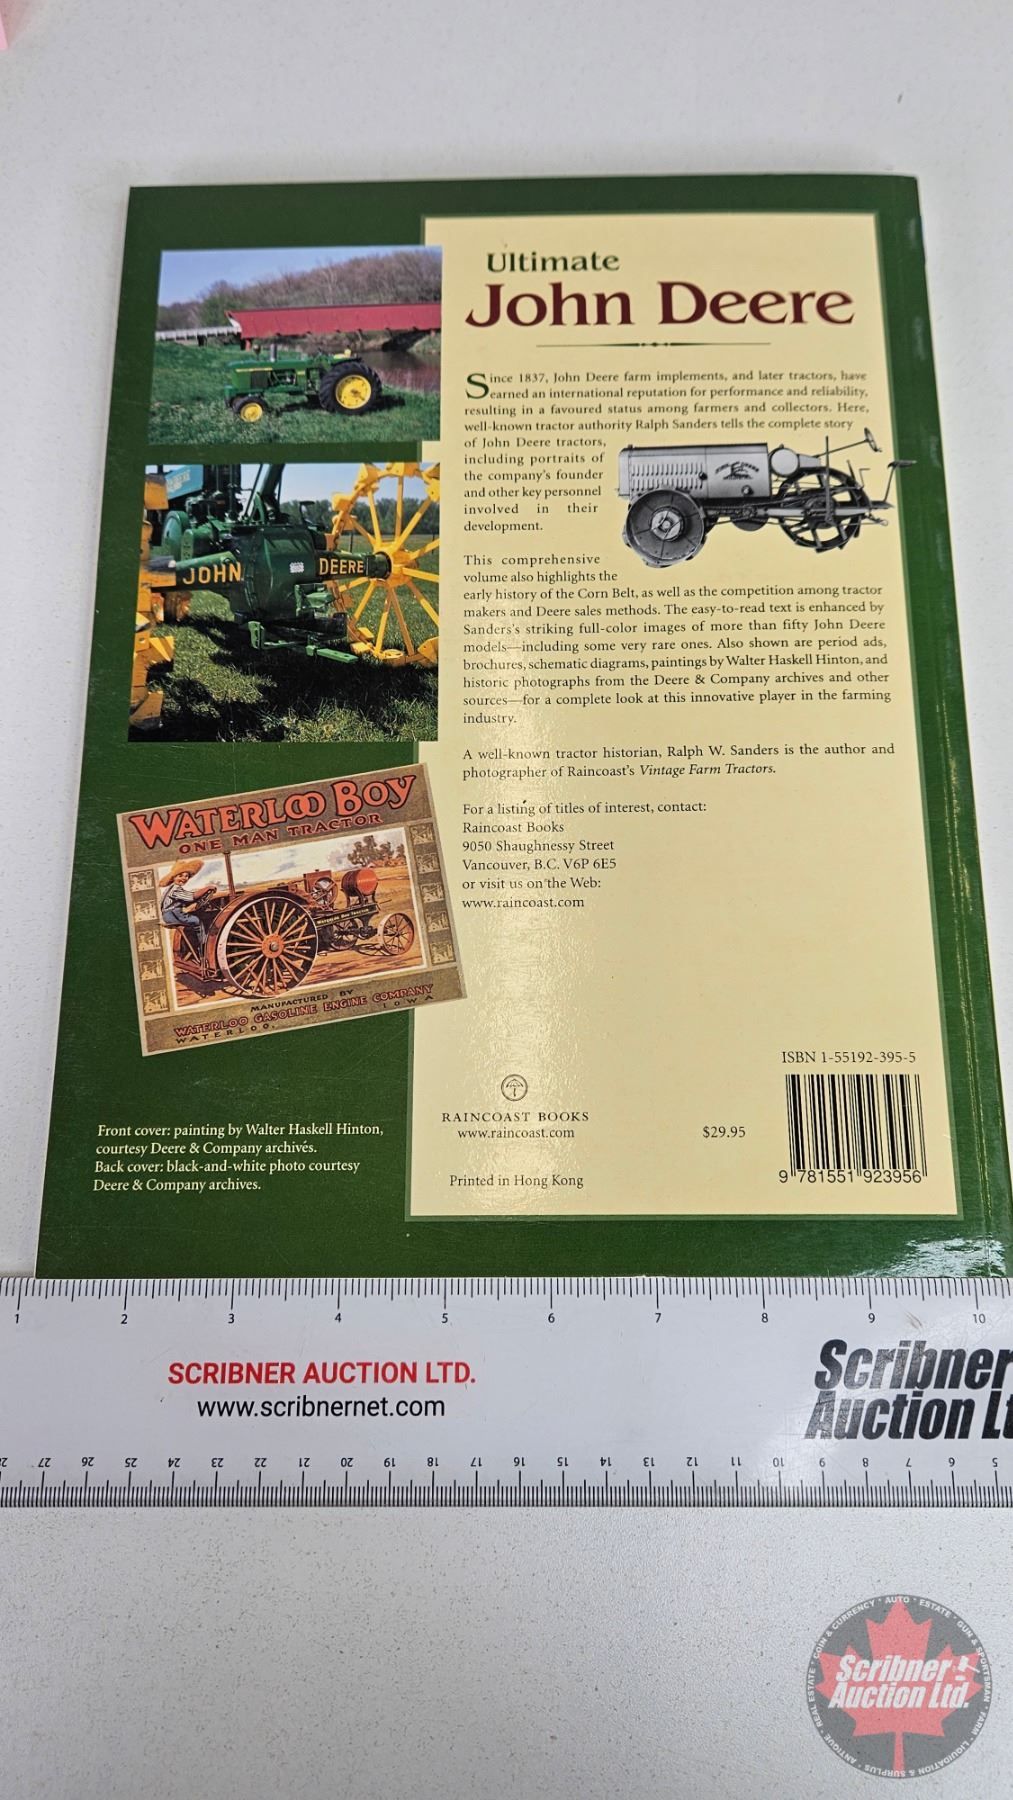 Ultimate
John Deere
Since 1837, John Deere farm implements, and later tractors, have
earned an international reputation for performance and reliability,
resulting in a favoured status among farmers and collectors. Here,
well-known tractor authority Ralph Sanders tells the complete story
of John Deere tractors,
including portraits of
the company's founder
and other key personnel
involved in their
development.
This comprehensive
volume also highlights the
early history of the Corn Belt, as well as the competition among tractor
makers and Deere sales methods. The easy-to-read text is enhanced by
Sanders's striking full-color images of more than fifty John Deere
models—including some very rare ones. Also shown are period ads,
brochures, schematic diagrams, paintings by Walter Haskell Hinton, and
historic photographs from the Deere & Company archives and other
sources—for a complete look at this innovative player in the farming
industry.
A well-known tractor historian, Ralph W. Sanders is the author and
photographer of Raincoast's Vintage Farm Tractors.
For a listing of titles of interest, contact:
Raincoast Books
9050 Shaughnessy Street
Vancouver, B.C. V6P 6E5
or visit us on the Web:
www.raincoast.com
JOHN DEERE
WATERLOO BOY
ONE MAN TRACTOR
MANUFACTURED BY
WATERLOO GASOLINE ENGINE COMPANY
WATERLOO, IOWA
Front cover: painting by Walter Haskell Hinton,
courtesy Deere & Company archives.
Back cover: black-and-white photo courtesy
Deere & Company archives.
RAINCOAST BOOKS
www.raincoast.com
Printed in Hong Kong
$29.95
ISBN 1-55192-395-5
9 781551 923956
1 2 3 4 5 6 7 8 9 10
SCRIBNER AUCTION LTD.
www.scribnernet.com
Scribner
Auction Lt
27 26 25 24 23 22 21 20 19 18 17 16 15 14 13 12 11 10 9 8 7 6 5
Scribner
Auction Ltd.
COIN & CURRENCY · AUTO · ESTATE · GUN & SPORTSMAN · FARM · LIQUIDATION & SURPLUS · ANTIQUE · REAL ESTATE